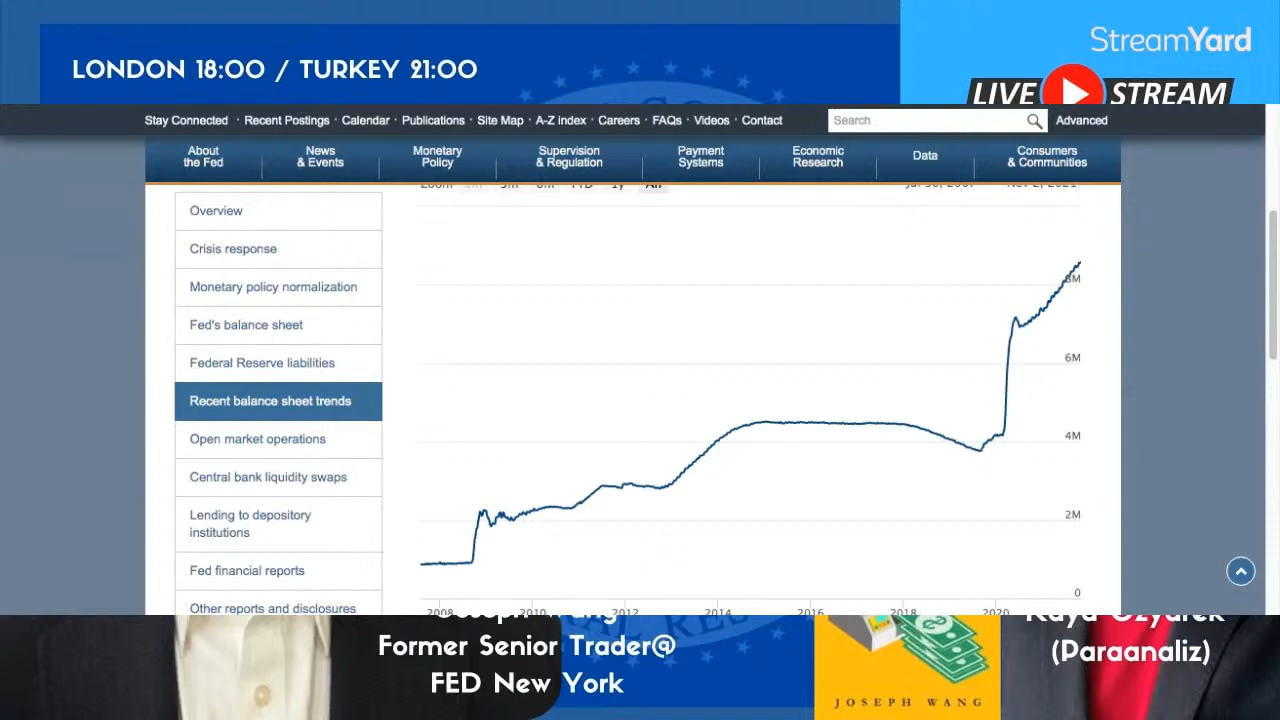 LONDON 18:00 / TURKEY 21:00
StreamYard
LIVE STREAM
Stay Connected · Recent Postings · Calendar · Publications · Site Map · A-Z index · Careers · FAQs · Videos · Contact
Search
Advanced
About the Fed
News & Events
Monetary Policy
Supervision & Regulation
Payment Systems
Economic Research
Data
Consumers & Communities
Overview
Crisis response
Monetary policy normalization
Fed's balance sheet
Federal Reserve liabilities
Recent balance sheet trends
Open market operations
Central bank liquidity swaps
Lending to depository
institutions
Fed financial reports
Other reports and disclosures
8M
6M
4M
2M
0
2008 2010 2012 2014 2016 2018 2020
Joseph Wang
Former Senior Trader@
FED New York
JOSEPH WANG
(Paraanaliz)